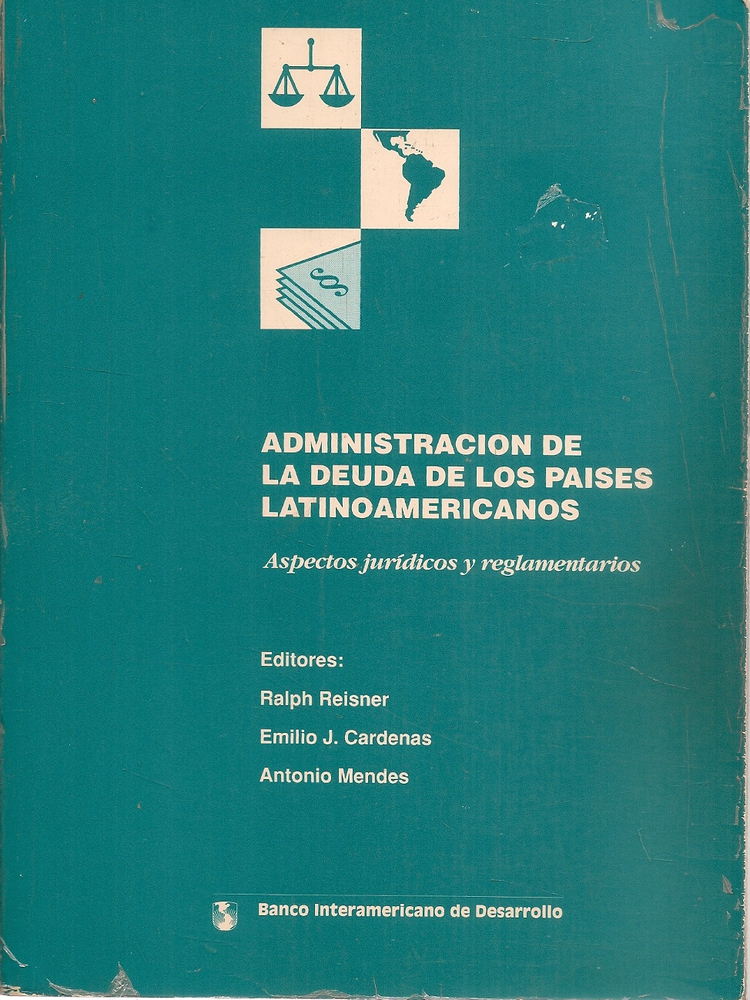 §
ADMINISTRACION DE
LA DEUDA DE LOS PAISES
LATINOAMERICANOS
Aspectos jurídicos y reglamentarios
Editores:
Ralph Reisner
Emilio J. Cardenas
Antonio Mendes
Banco Interamericano de Desarrollo